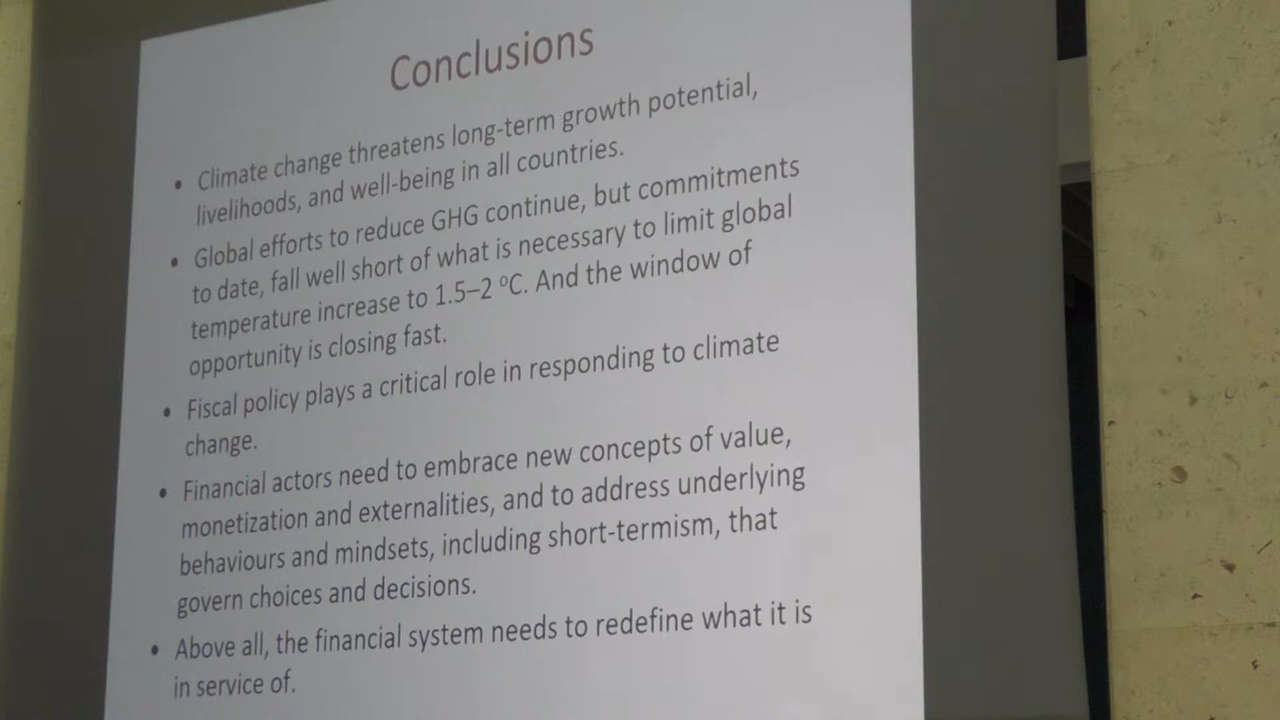 Conclusions
• Climate change threatens long-term growth potential,
livelihoods, and well-being in all countries.
• Global efforts to reduce GHG continue, but commitments
to date, fall well short of what is necessary to limit global
temperature increase to 1.5–2 ºC. And the window of
opportunity is closing fast.
• Fiscal policy plays a critical role in responding to climate
change.
• Financial actors need to embrace new concepts of value,
monetization and externalities, and to address underlying
behaviours and mindsets, including short-termism, that
govern choices and decisions.
• Above all, the financial system needs to redefine what it is
in service of.